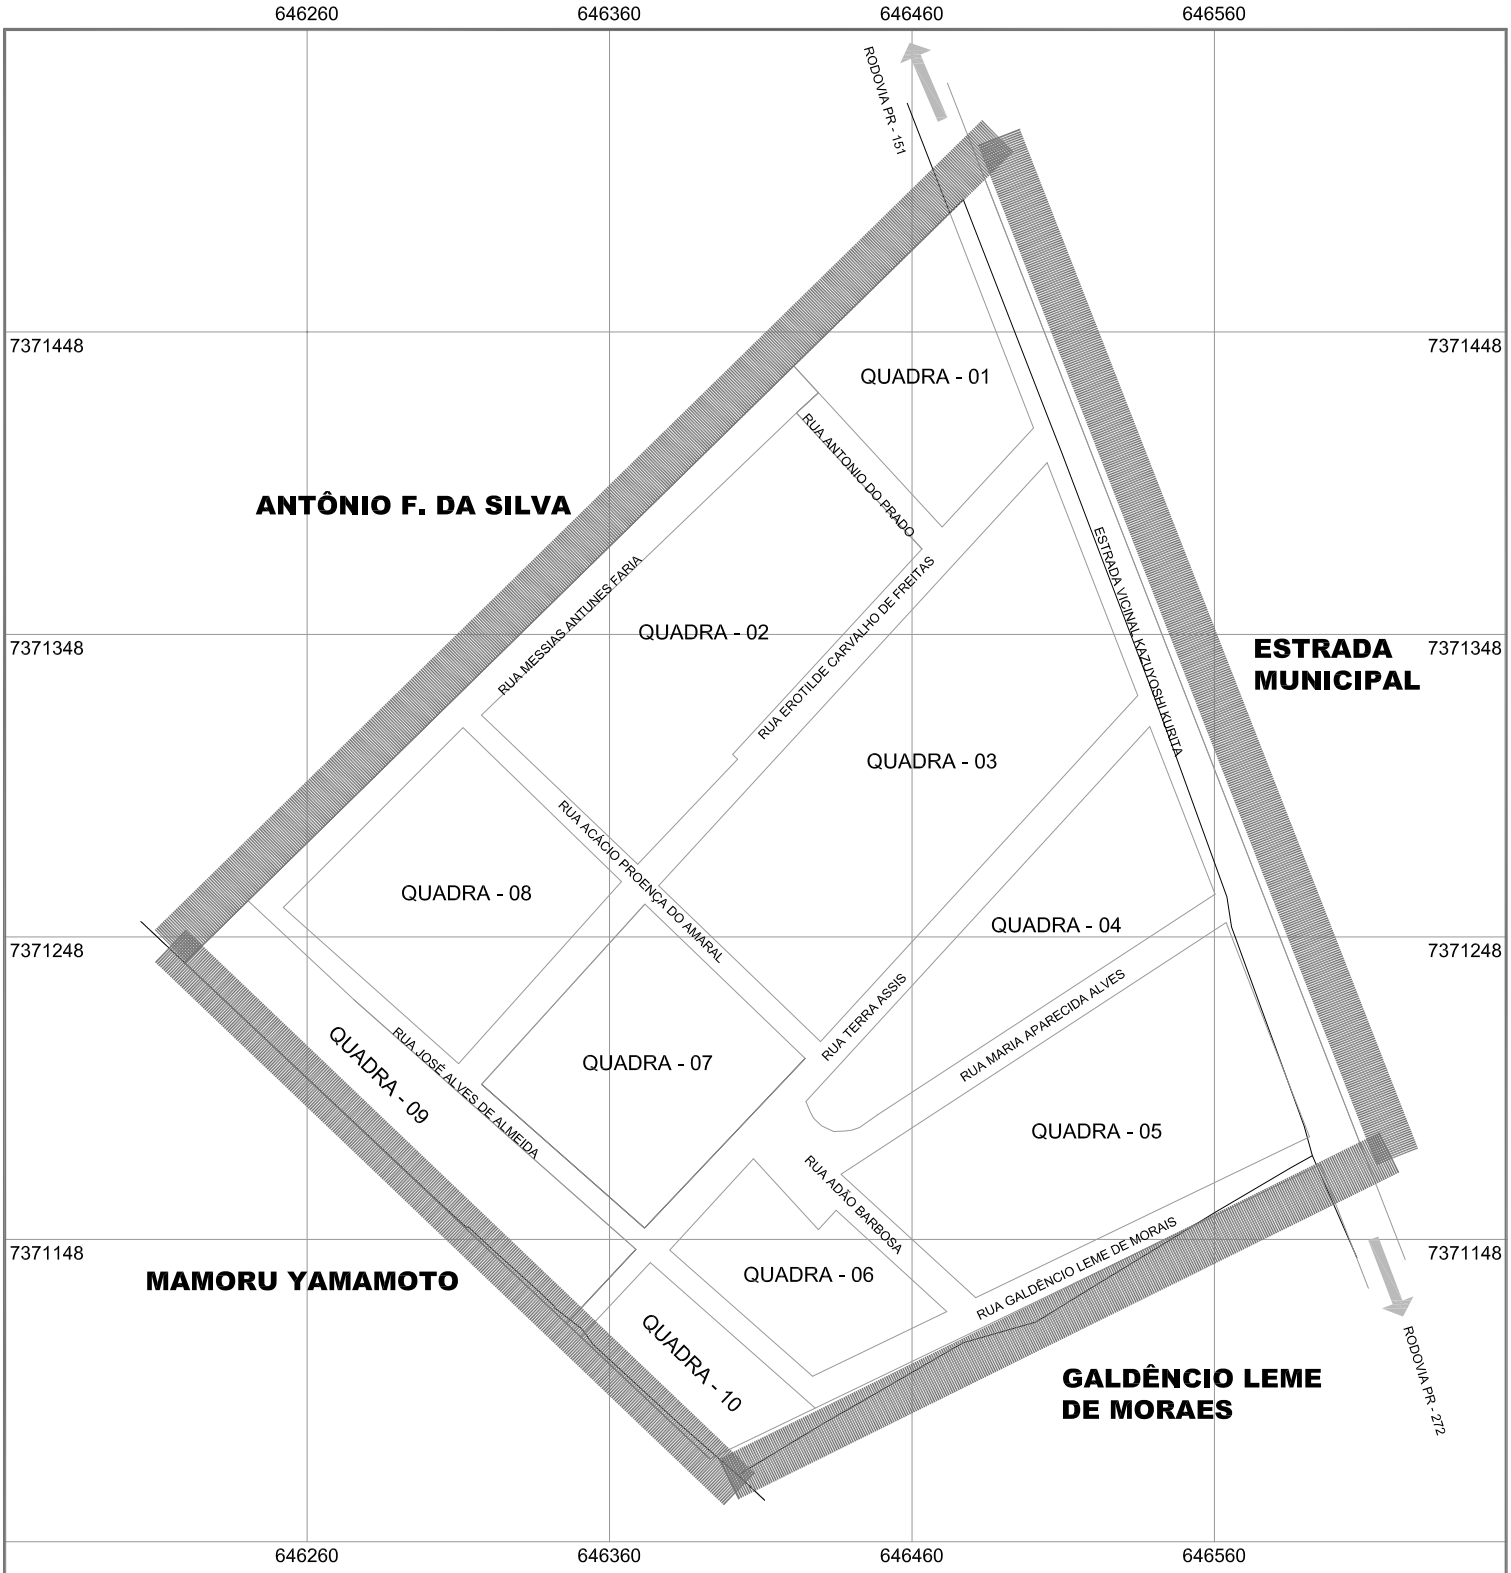 646260
646360
646460
646560
RODOVIA PR - 151
7371448
7371448
QUADRA - 01
RUA ANTONIO DO PRADO
ANTÔNIO F. DA SILVA
RUA MESSIAS ANTUNES FARIA
ESTRADA VICINAL KAZUYOSHI KURITA
RUA EROTILDE CARVALHO DE FREITAS
QUADRA - 02
7371348
7371348
ESTRADA
MUNICIPAL
QUADRA - 03
RUA ACÁCIO PROENÇA DO AMARAL
QUADRA - 08
QUADRA - 04
7371248
7371248
RUA TERRA ASSIS
RUA MARIA APARECIDA ALVES
QUADRA - 09
RUA JOSÉ ALVES DE ALMEIDA
QUADRA - 07
QUADRA - 05
RUA ADÃO BARBOSA
7371148
7371148
RUA GALDÊNCIO LEME DE MORAIS
QUADRA - 06
MAMORU YAMAMOTO
QUADRA - 10
RODOVIA PR - 272
GALDÊNCIO LEME
DE MORAES
646260
646360
646460
646560